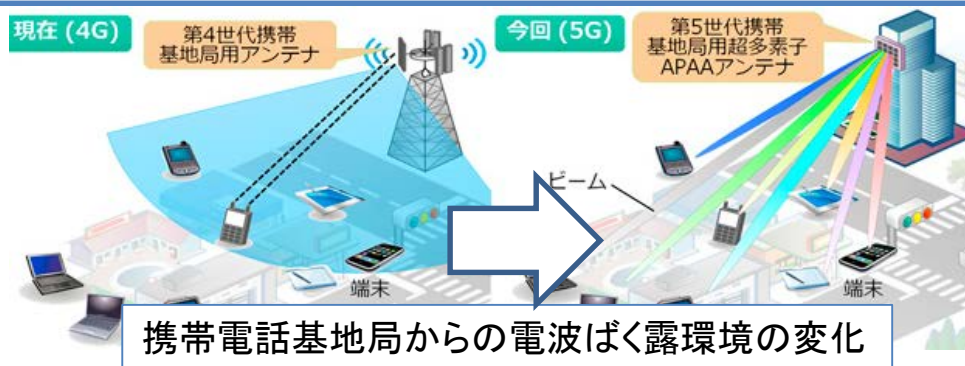 現在 (4G)
第4世代携帯
基地局用アンテナ
端末
今回 (5G)
第5世代携帯
基地局用超多素子
APAAアンテナ
ビーム
端末
携帯電話基地局からの電波ばく露環境の変化